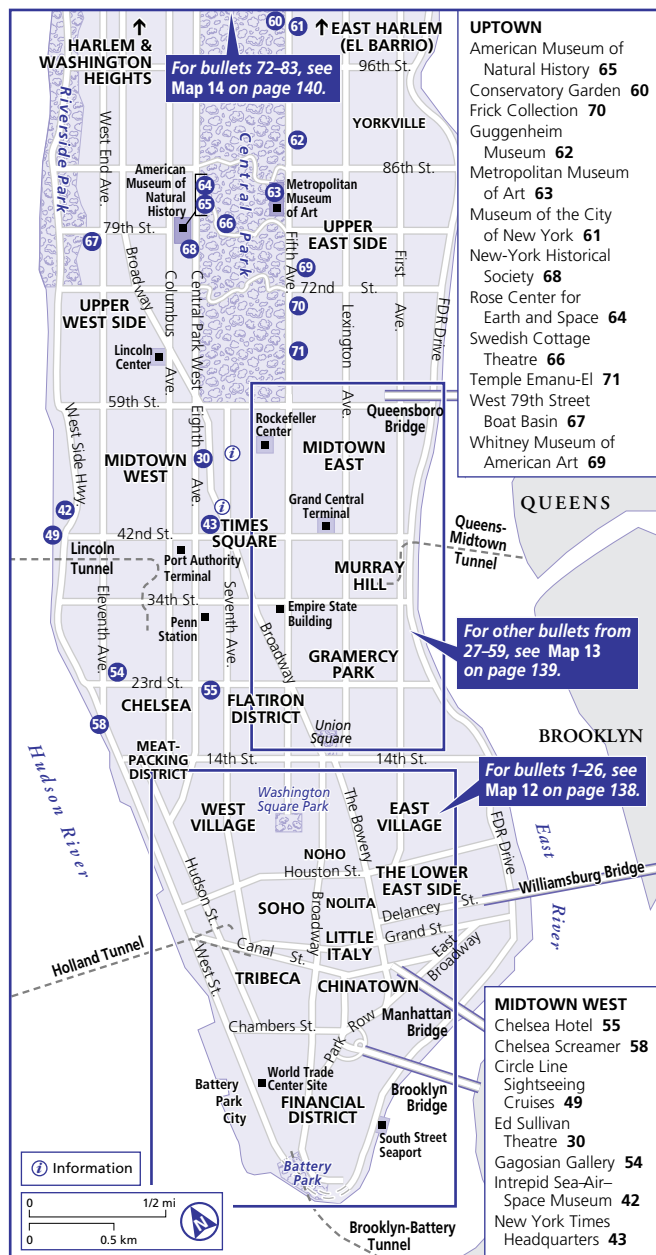 HARLEM &
WASHINGTON
HEIGHTS
60
61
EAST HARLEM
(EL BARRIO)
For bullets 72–83, see
Map 14 on page 140.
96th St.
Riverside Park
West End Ave.
Central Park
YORKVILLE
62
86th St.
American
Museum of
Natural
History
64
65
63
Metropolitan
Museum
of Art
66
79th St.
67
68
Broadway
Columbus
Ave.
Central Park West
Fifth Ave.
UPPER
EAST SIDE
69
First
Ave.
72nd St.
UPPER
WEST SIDE
70
Lexington
Ave.
FDR Drive
Lincoln
Center
71
59th St.
Queensboro
Bridge
West Side Hwy.
Eighth
Ave.
Rockefeller
Center
MIDTOWN
WEST
30
MIDTOWN
EAST
42
49
43
Grand Central
Terminal
42nd St.
TIMES
SQUARE
Lincoln
Tunnel
Port Authority
Terminal
QUEENS
Queens-
Midtown
Tunnel
MURRAY
HILL
34th St.
Eleventh Ave.
Penn
Station
Seventh Ave.
Broadway
Empire State
Building
For other bullets from
27–59, see Map 13
on page 139.
GRAMERCY
PARK
54
23rd St.
55
CHELSEA
FLATIRON
DISTRICT
58
Union
Square
BROOKLYN
MEAT-
PACKING
DISTRICT
14th St.
14th St.
For bullets 1–26, see
Map 12 on page 138.
Hudson River
Washington
Square Park
WEST
VILLAGE
The Bowery
EAST
VILLAGE
FDR Drive
East
River
NOHO
Houston St.
THE LOWER
EAST SIDE
Williamsburg Bridge
Hudson St.
SOHO
Broadway
NOLITA
Delancey St.
Grand St.
LITTLE
ITALY
East
Broadway
Holland Tunnel
Canal
St.
West St.
TRIBECA
CHINATOWN
Manhattan
Bridge
Chambers St.
Park Row
World Trade
Center Site
Battery
Park
City
FINANCIAL
DISTRICT
Brooklyn
Bridge
South Street
Seaport
Battery
Park
Brooklyn-Battery
Tunnel
i Information
0 1/2 mi
0 0.5 km
N
UPTOWN
American Museum of
Natural History 65
Conservatory Garden 60
Frick Collection 70
Guggenheim
Museum 62
Metropolitan Museum
of Art 63
Museum of the City
of New York 61
New-York Historical
Society 68
Rose Center for
Earth and Space 64
Swedish Cottage
Theatre 66
Temple Emanu-El 71
West 79th Street
Boat Basin 67
Whitney Museum of
American Art 69
MIDTOWN WEST
Chelsea Hotel 55
Chelsea Screamer 58
Circle Line
Sightseeing
Cruises 49
Ed Sullivan
Theatre 30
Gagosian Gallery 54
Intrepid Sea-Air–
Space Museum 42
New York Times
Headquarters 43